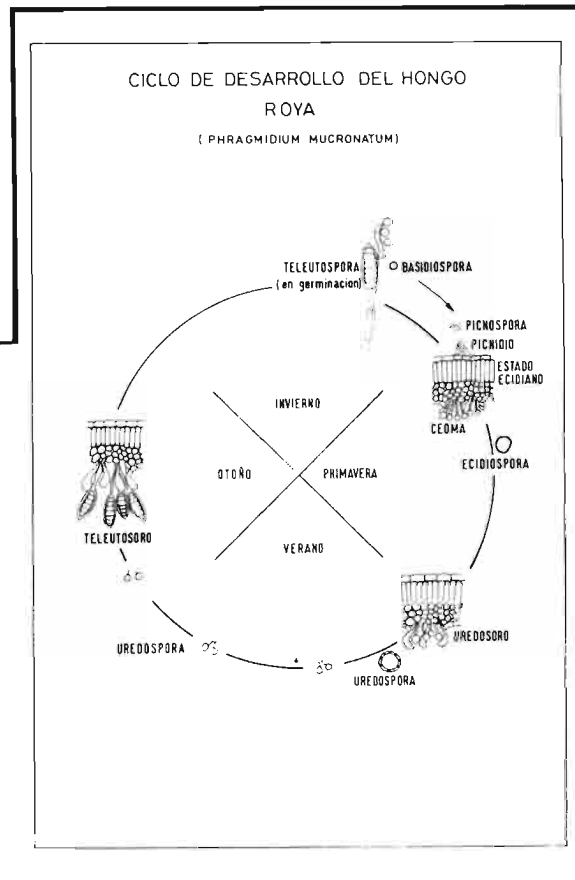 CICLO DE DESARROLLO DEL HONGO
ROYA
( PHRAGMIDIUM MUCRONATUM)
TELEUTOSPORA
(en germinacion)
BASIDIOSPORA
PICNOSPORA
PICNIDIO
ESTADO
ECIDIANO
CEOMA
ECIDIOSPORA
INVIERNO
OTOÑO
PRIMAVERA
VERANO
TELEUTOSORO
UREDOSORO
UREDOSPORA
UREDOSPORA